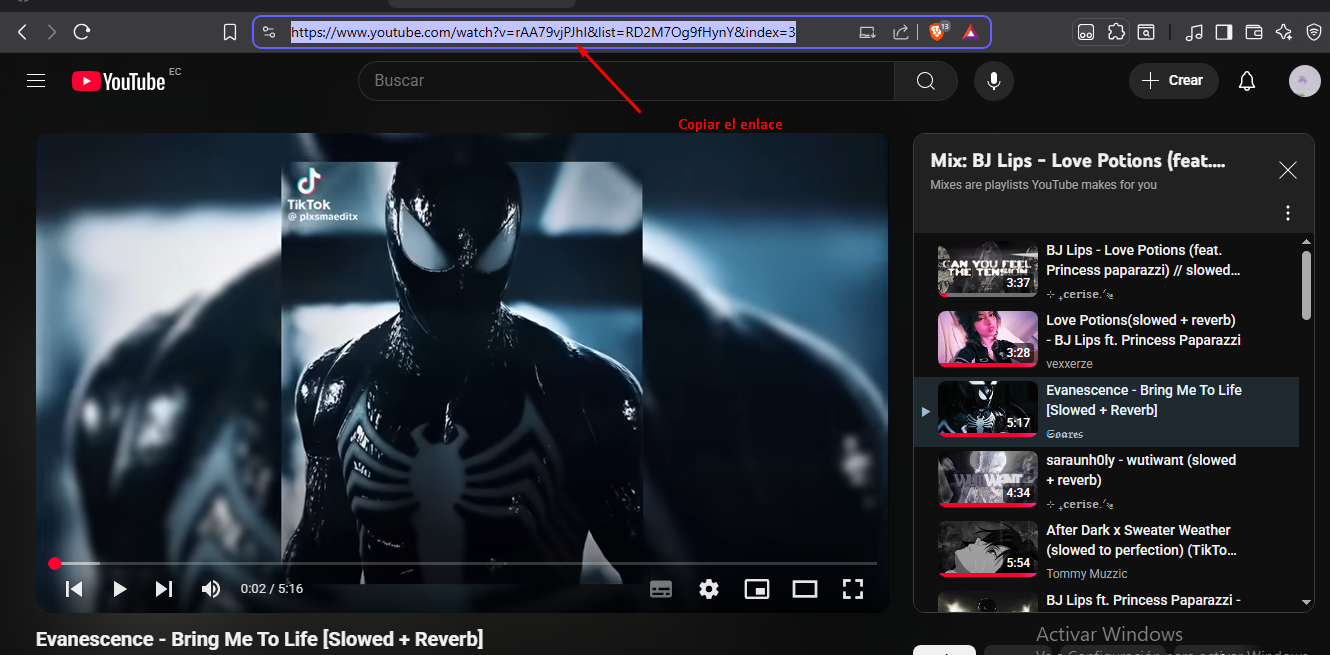 https://www.youtube.com/watch?v=rAA79vjPJhI&list=RD2M7Og9fHynY&index=3
13
YouTube EC
Buscar
Crear
Copiar el enlace
TikTok
@ plxsmaeditx
0:02 / 5:16
Evanescence - Bring Me To Life [Slowed + Reverb]
Mix: BJ Lips - Love Potions (feat....
Mixes are playlists YouTube makes for you
CAN YOU FEEL
THE TENSION
3:37
BJ Lips - Love Potions (feat.
Princess paparazzi) // slowed...
⊹ ₊cerise.ᐟೃ
3:28
Love Potions(slowed + reverb)
- BJ Lips ft. Princess Paparazzi
vexxerze
5:17
Evanescence - Bring Me To Life
[Slowed + Reverb]
Soares
WUTIWANT
4:34
saraunh0ly - wutiwant (slowed
+ reverb)
⊹ ₊cerise.ᐟೃ
5:54
After Dark x Sweater Weather
(slowed to perfection) (TikTo...
Tommy Muzzic
BJ Lips ft. Princess Paparazzi -
Activar Windows
Ve a Configuración para activar Windows.